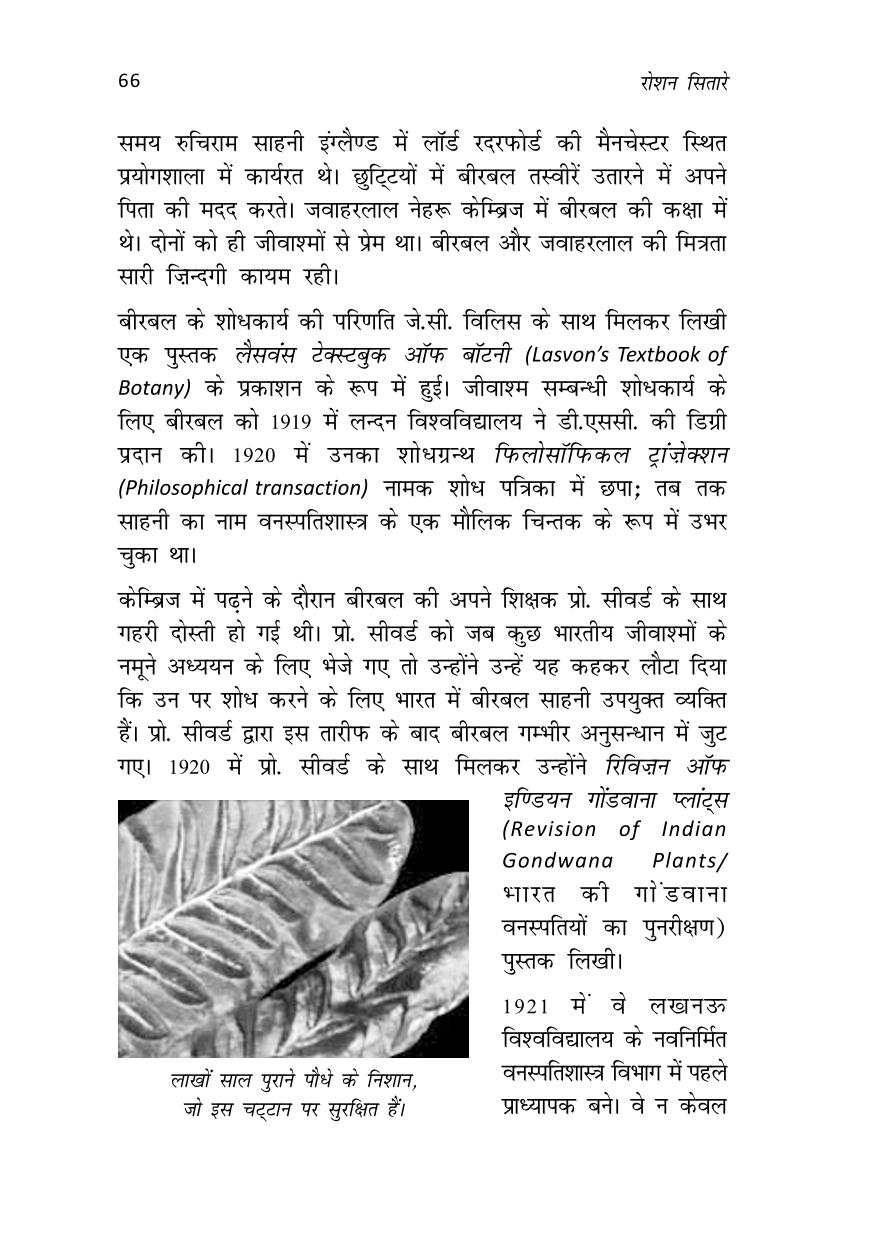 66 रोशन सितारे
समय रुचिराम साहनी इंग्लैण्ड में लॉर्ड रदरफोर्ड की मैनचेस्टर स्थित
प्रयोगशाला में कार्यरत थे। छुट्टियों में बीरबल तस्वीरें उतारने में अपने
पिता की मदद करते। जवाहरलाल नेहरू केम्ब्रिज में बीरबल की कक्षा में
थे। दोनों को ही जीवाश्मों से प्रेम था। बीरबल और जवाहरलाल की मित्रता
सारी ज़िन्दगी कायम रही।
बीरबल के शोधकार्य की परिणति जे.सी. विलिस के साथ मिलकर लिखी
एक पुस्तक लैसवंस टेक्स्टबुक ऑफ बॉटनी (Lasvon’s Textbook of
Botany) के प्रकाशन के रूप में हुई। जीवाश्म सम्बन्धी शोधकार्य के
लिए बीरबल को 1919 में लन्दन विश्वविद्यालय ने डी.एससी. की डिग्री
प्रदान की। 1920 में उनका शोधग्रन्थ फिलोसॉफिकल ट्रांज़ेक्शन
(Philosophical transaction) नामक शोध पत्रिका में छपा; तब तक
साहनी का नाम वनस्पतिशास्त्र के एक मौलिक चिन्तक के रूप में उभर
चुका था।
केम्ब्रिज में पढ़ने के दौरान बीरबल की अपने शिक्षक प्रो. सीवर्ड के साथ
गहरी दोस्ती हो गई थी। प्रो. सीवर्ड को जब कुछ भारतीय जीवाश्मों के
नमूने अध्ययन के लिए भेजे गए तो उन्होंने उन्हें यह कहकर लौटा दिया
कि उन पर शोध करने के लिए भारत में बीरबल साहनी उपयुक्त व्यक्ति
हैं। प्रो. सीवर्ड द्वारा इस तारीफ के बाद बीरबल गम्भीर अनुसन्धान में जुट
गए। 1920 में प्रो. सीवर्ड के साथ मिलकर उन्होंने रिविज़न ऑफ
इण्डियन गोंडवाना प्लांट्स
(Revision of Indian
Gondwana Plants/
भारत की गोंडवाना
वनस्पतियों का पुनरीक्षण)
पुस्तक लिखी।
1921 में वे लखनऊ
विश्वविद्यालय के नवनिर्मित
वनस्पतिशास्त्र विभाग में पहले
प्राध्यापक बने। वे न केवल
लाखों साल पुराने पौधे के निशान,
जो इस चट्टान पर सुरक्षित हैं।